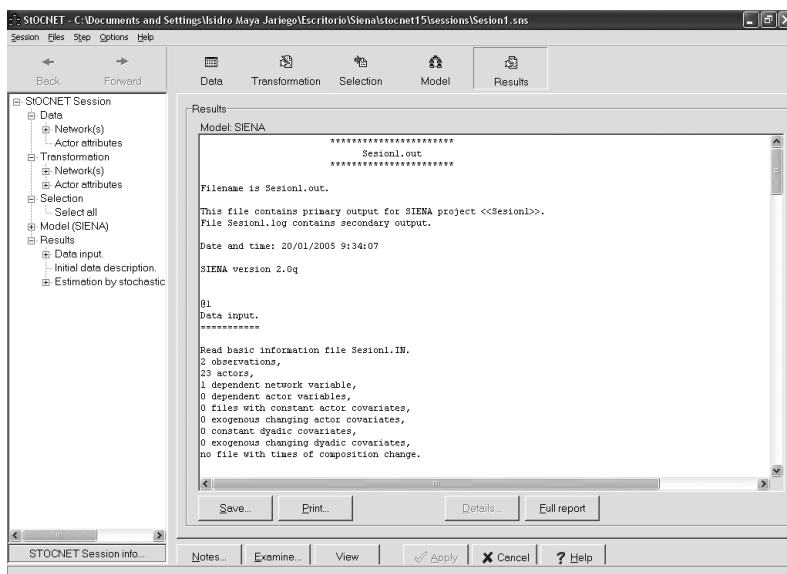 StOCNET - C:\Documents and Settings\Isidro Maya Jariego\Escritorio\Siena\stocnet15\sessions\Sesion1.sns
Session Files Step Options Help
Back Forward Data Transformation Selection Model Results
StOCNET Session
Data
Network(s)
Actor attributes
Transformation
Network(s)
Actor attributes
Selection
Select all
Model (SIENA)
Results
Data input.
Initial data description.
Estimation by stochastic
STOCNET Session info...
Results
Model: SIENA
***********************
Sesion1.out
***********************
Filename is Sesion1.out.
This file contains primary output for SIENA project <<Sesion1>>.
File Sesion1.log contains secondary output.
Date and time: 20/01/2005 9:34:07
SIENA version 2.0q
@1
Data input.
===========
Read basic information file Sesion1.IN.
2 observations,
23 actors,
1 dependent network variable,
0 dependent actor variables,
0 files with constant actor covariates,
0 exogenous changing actor covariates,
0 constant dyadic covariates,
0 exogenous changing dyadic covariates,
no file with times of composition change.
Save... Print... Details... Full report
Notes... Examine... View Apply Cancel ? Help